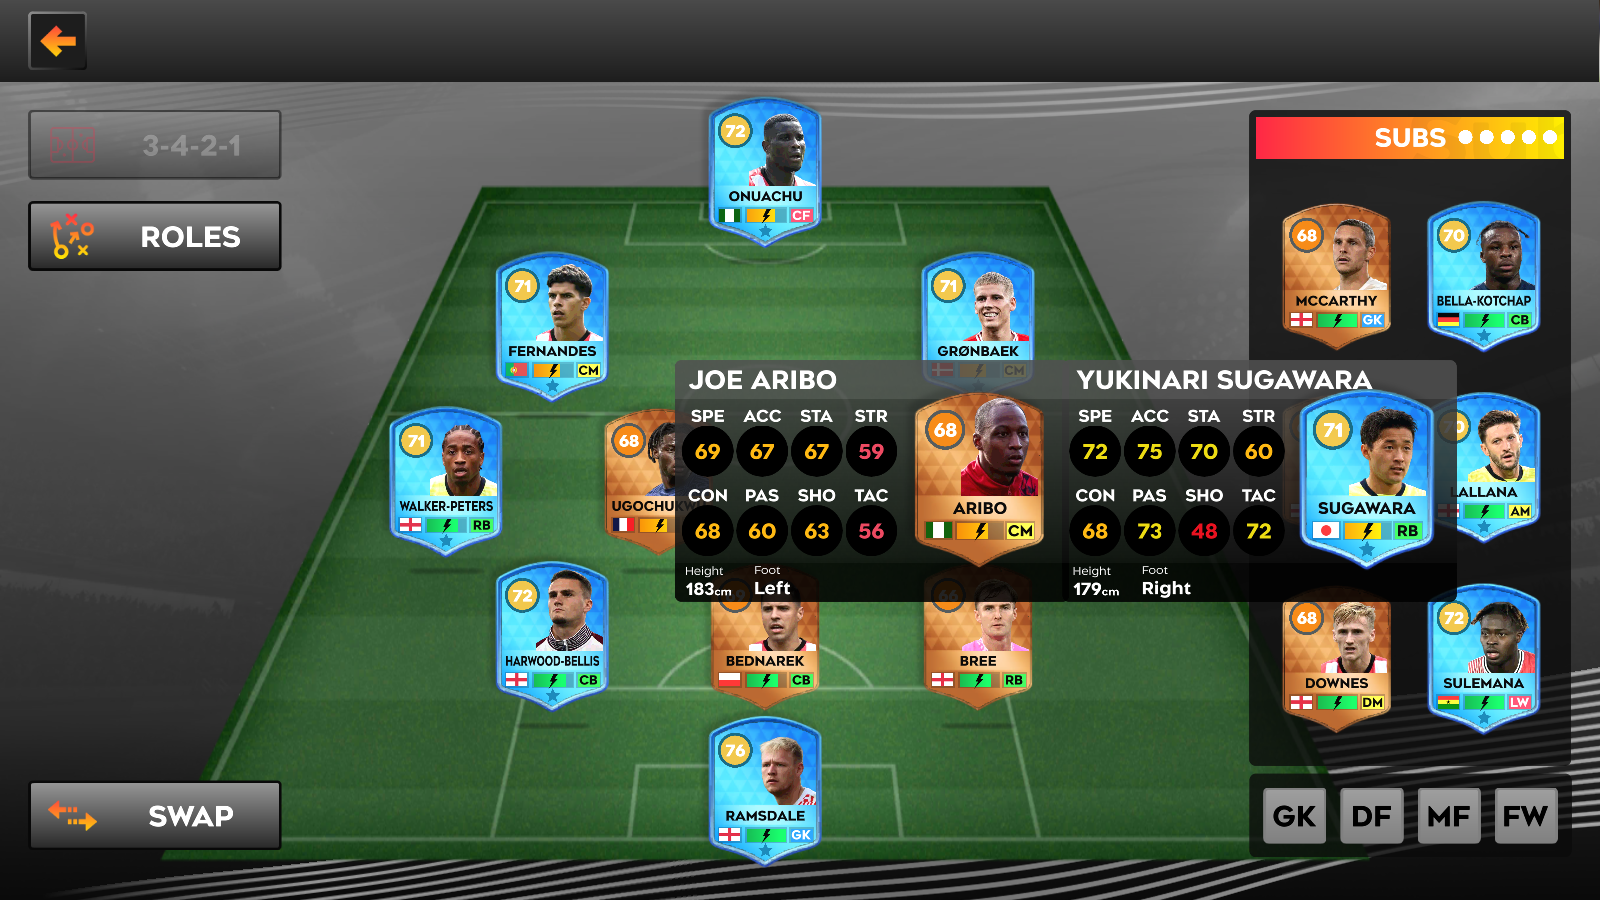 3-4-2-1
ROLES
SWAP
72
ONUACHU
CF
71
FERNANDES
CM
71
GRØNBAEK
CM
71
WALKER-PETERS
RB
68
UGOCHUKW
72
HARWOOD-BELLIS
CB
BEDNAREK
CB
66
BREE
RB
76
RAMSDALE
GK
JOE ARIBO
SPE ACC STA STR
69 67 67 59
CON PAS SHO TAC
68 60 63 56
Height Foot
183cm Left
68
ARIBO
CM
YUKINARI SUGAWARA
SPE ACC STA STR
72 75 70 60
CON PAS SHO TAC
68 73 48 72
Height Foot
179cm Right
71
SUGAWARA
RB
SUBS
68
MCCARTHY
GK
70
BELLA-KOTCHAP
CB
LALLANA
AM
68
DOWNES
DM
72
SULEMANA
LW
GK DF MF FW